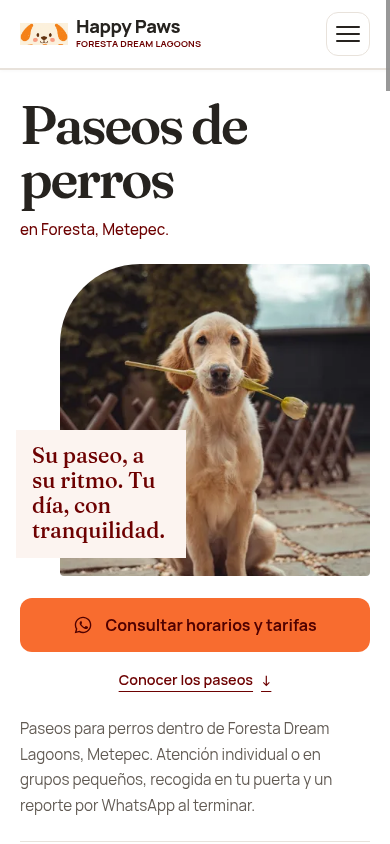 Happy Paws
FORESTA DREAM LAGOONS
Paseos de
perros
en Foresta, Metepec.
Su paseo, a
su ritmo. Tu
día, con
tranquilidad.
Consultar horarios y tarifas
Conocer los paseos ↓
Paseos para perros dentro de Foresta Dream
Lagoons, Metepec. Atención individual o en
grupos pequeños, recogida en tu puerta y un
reporte por WhatsApp al terminar.